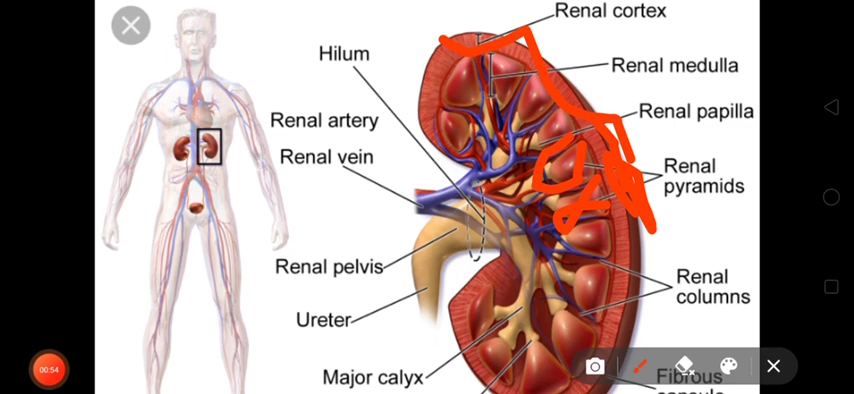 Renal cortex
Hilum
Renal medulla
Renal artery
Renal papilla
Renal vein
Renal
pyramids
Renal pelvis
Renal
columns
Ureter
Major calyx
Fibrous
00:54